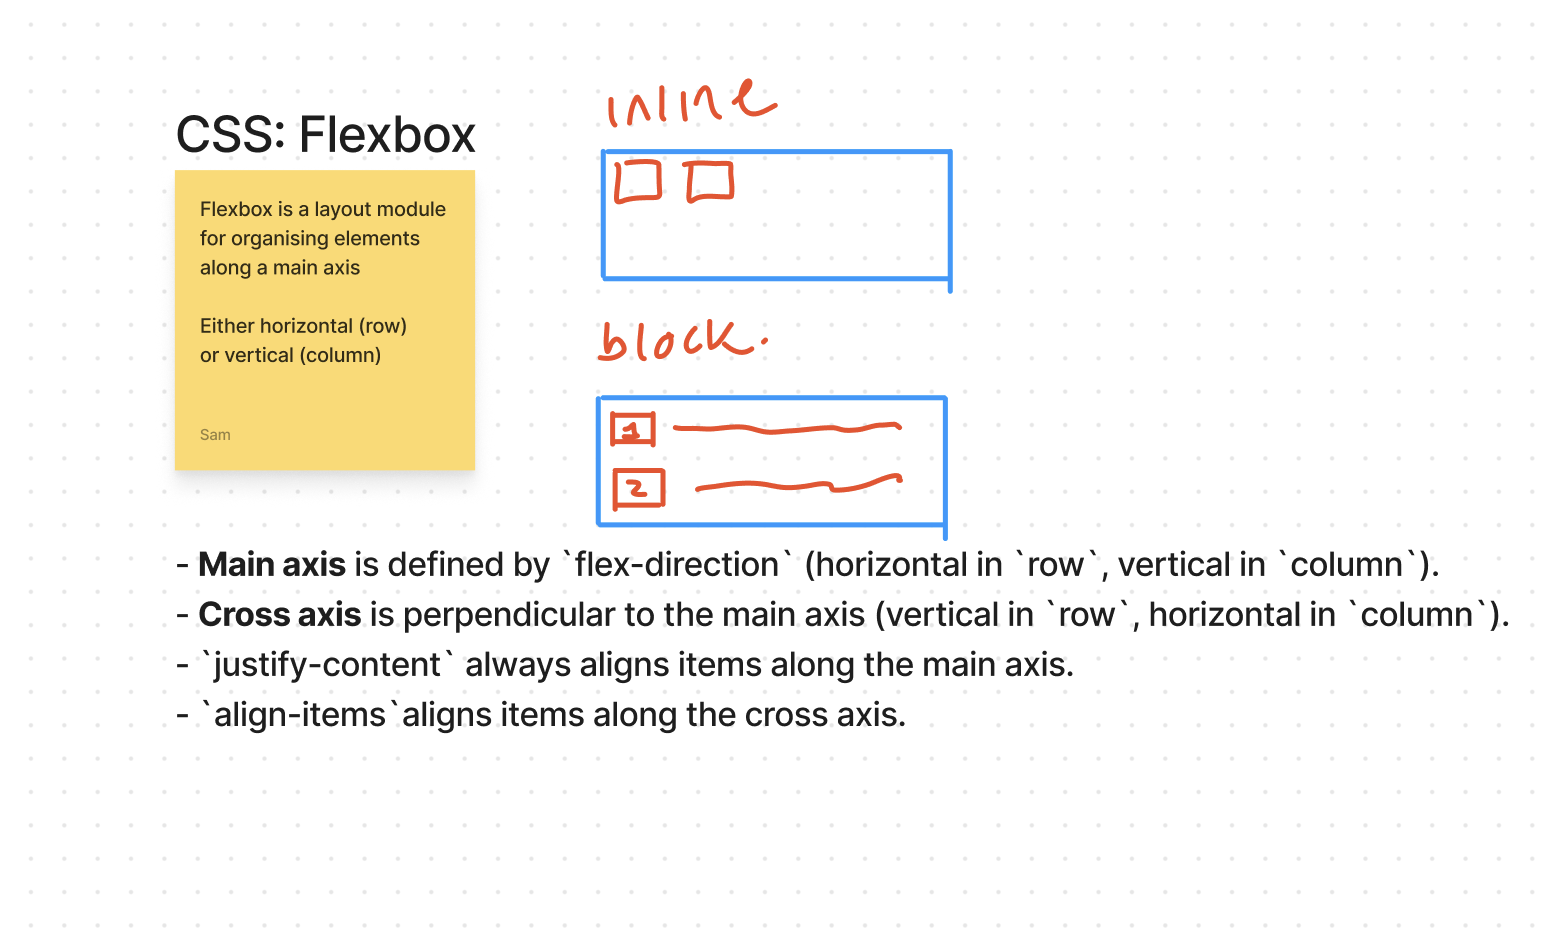 CSS: Flexbox
Flexbox is a layout module
for organising elements
along a main axis
Either horizontal (row)
or vertical (column)
Sam
inline
block.
1
2
- Main axis is defined by `flex-direction` (horizontal in `row`, vertical in `column`).
- Cross axis is perpendicular to the main axis (vertical in `row`, horizontal in `column`).
- `justify-content` always aligns items along the main axis.
- `align-items`aligns items along the cross axis.